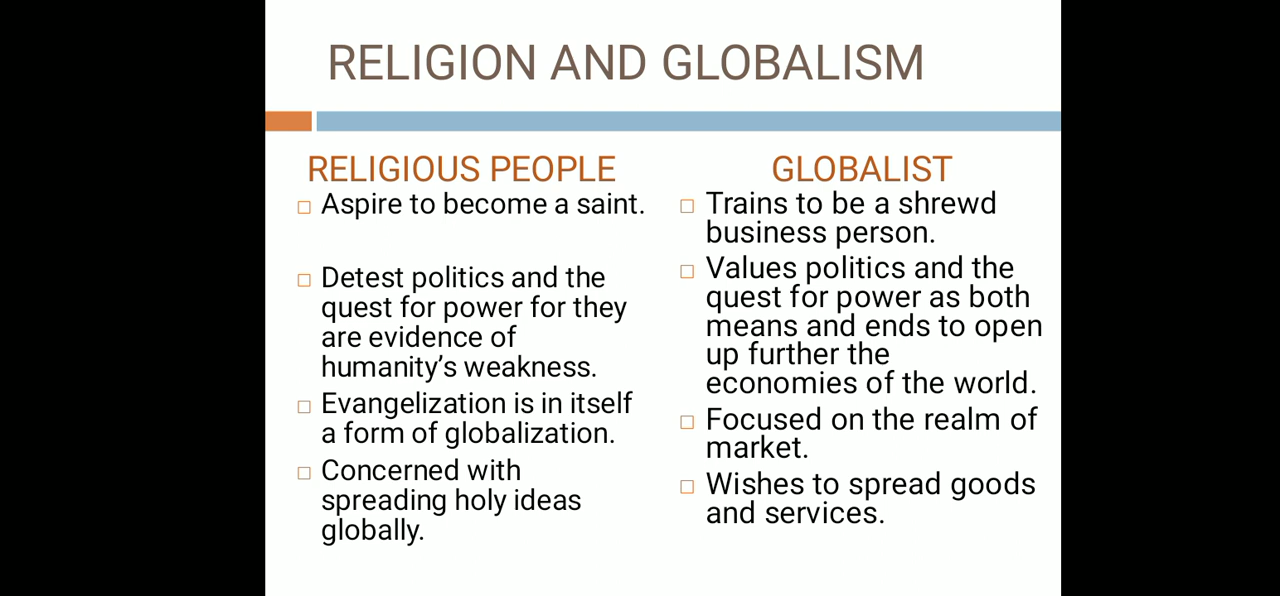 RELIGION AND GLOBALISM
RELIGIOUS PEOPLE
Aspire to become a saint.
Detest politics and the
quest for power for they
are evidence of
humanity’s weakness.
Evangelization is in itself
a form of globalization.
Concerned with
spreading holy ideas
globally.
GLOBALIST
Trains to be a shrewd
business person.
Values politics and the
quest for power as both
means and ends to open
up further the
economies of the world.
Focused on the realm of
market.
Wishes to spread goods
and services.